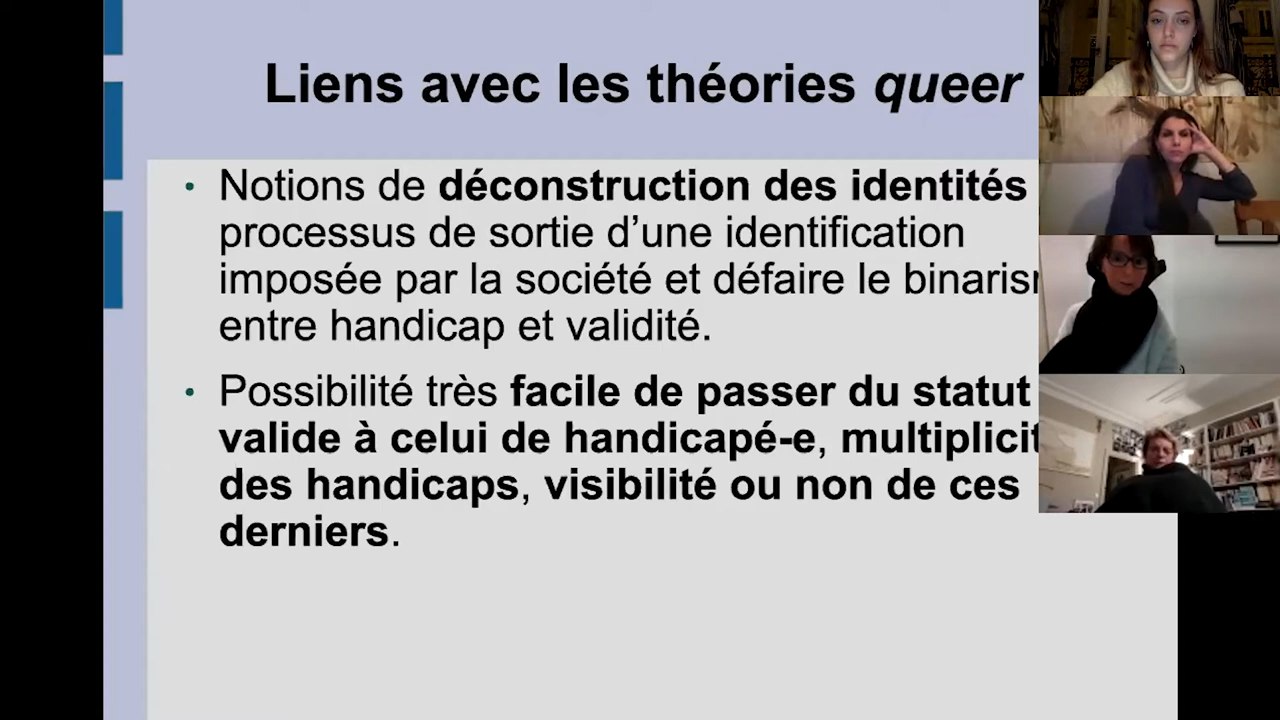 Liens avec les théories queer
• Notions de déconstruction des identités
processus de sortie d’une identification
imposée par la société et défaire le binaris
entre handicap et validité.
• Possibilité très facile de passer du statut
valide à celui de handicapé-e, multiplicit
des handicaps, visibilité ou non de ces
derniers.